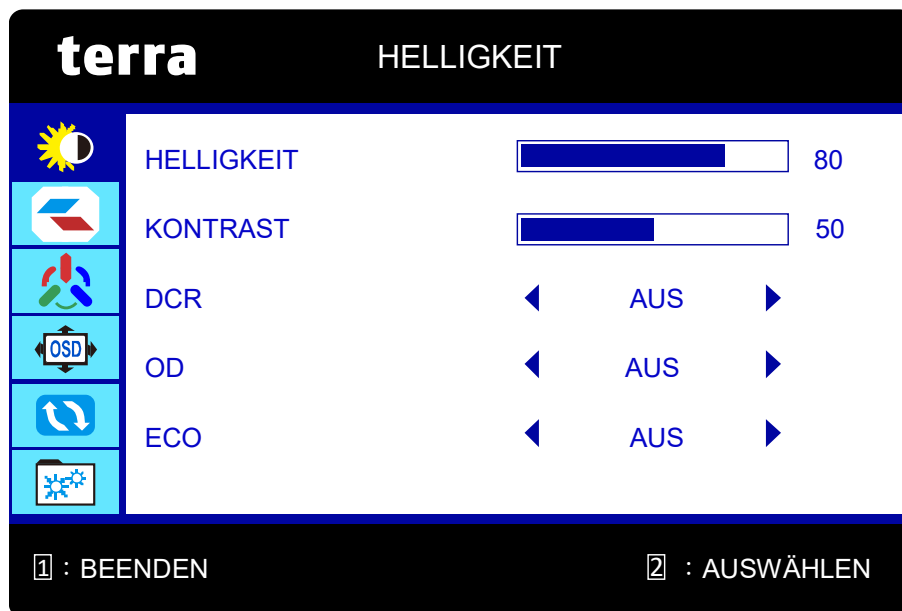 terra HELLIGKEIT
HELLIGKEIT 80
KONTRAST 50
DCR AUS
OD AUS
OSD
ECO AUS
1 : BEENDEN 2 : AUSWÄHLEN